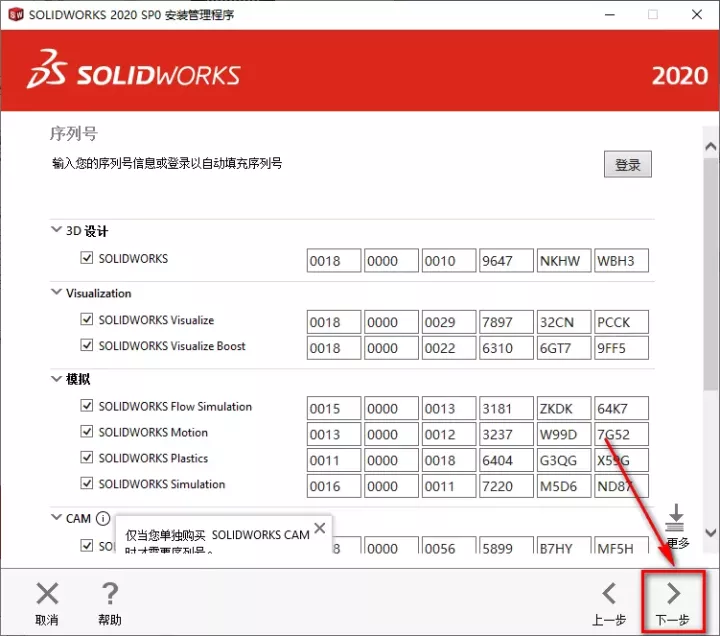 SOLIDWORKS 2020 SP0 安装管理程序
SOLIDWORKS 2020
序列号
输入您的序列号信息或登录以自动填充序列号
登录
3D 设计
SOLIDWORKS 0018 0000 0010 9647 NKHW WBH3
Visualization
SOLIDWORKS Visualize 0018 0000 0029 7897 32CN PCCK
SOLIDWORKS Visualize Boost 0018 0000 0022 6310 6GT7 9FF5
模拟
SOLIDWORKS Flow Simulation 0015 0000 0013 3181 ZKDK 64K7
SOLIDWORKS Motion 0013 0000 0012 3237 W99D 7G52
SOLIDWORKS Plastics 0011 0000 0018 6404 G3QG X59G
SOLIDWORKS Simulation 0016 0000 0011 7220 M5D6 ND87
CAM
仅当您单独购买 SOLIDWORKS CAM
时才需要序列号。
SO 8 0000 0056 5899 B7HY MF5H
更多
取消 帮助 上一步 下一步